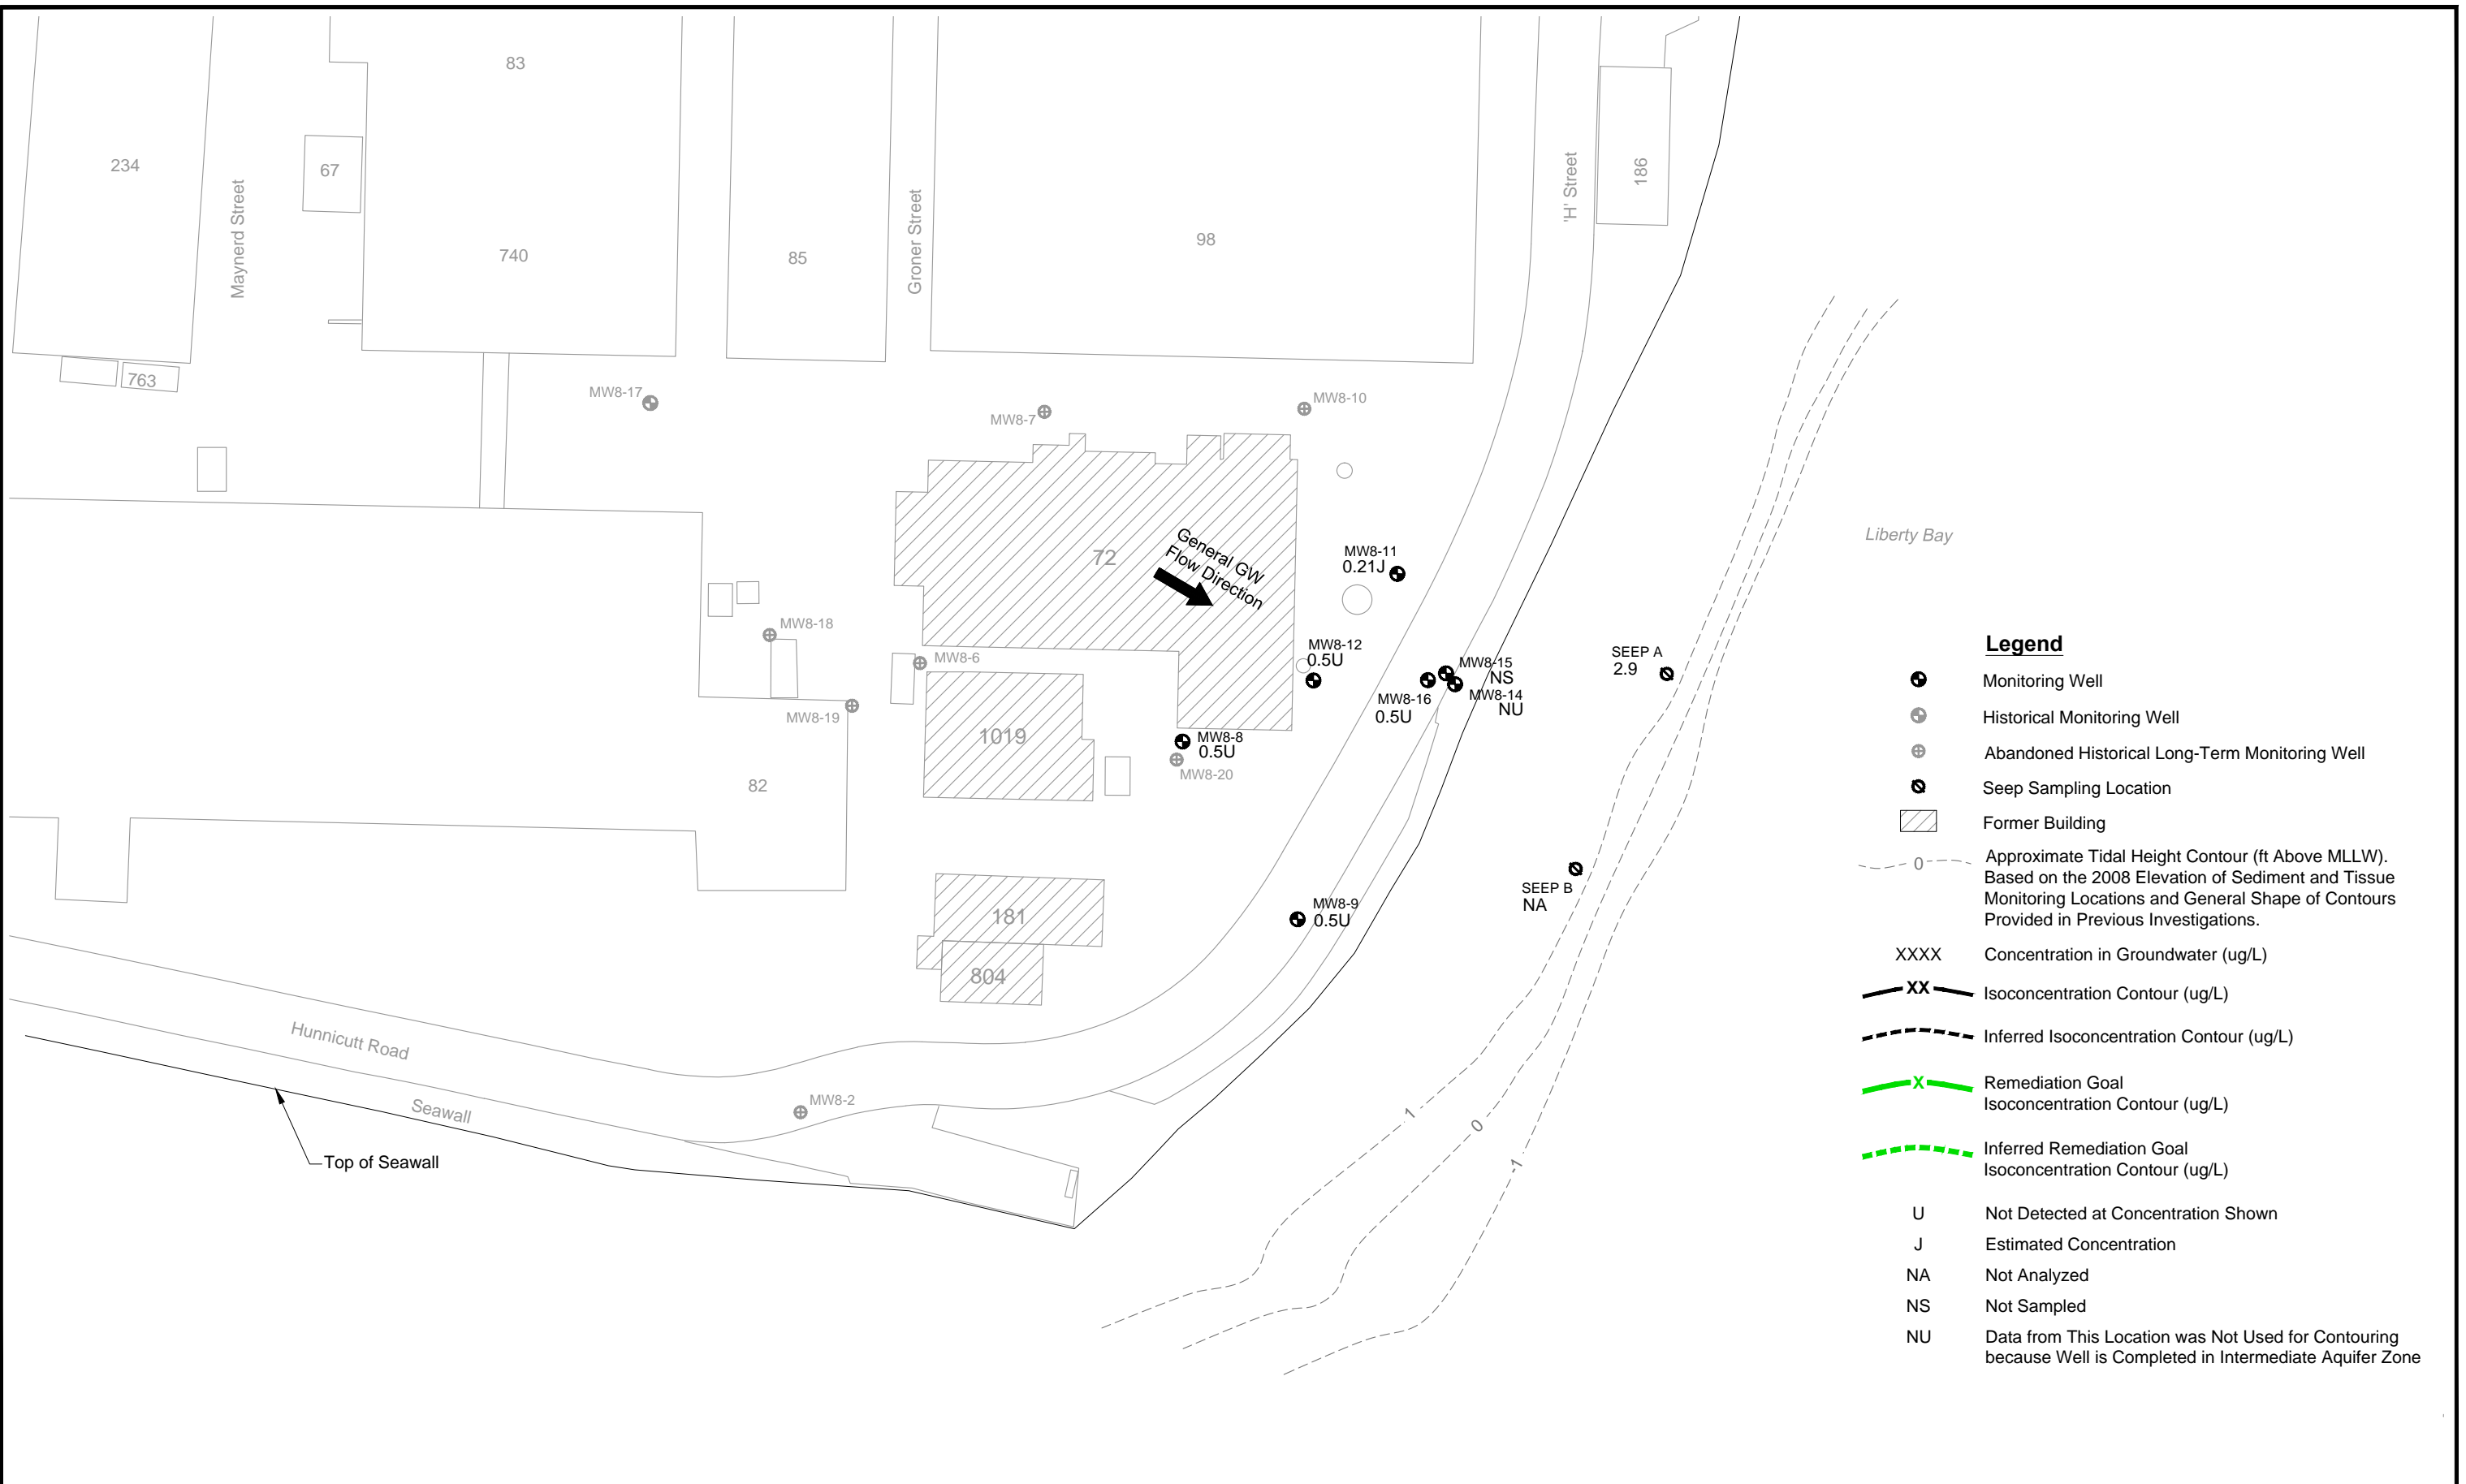 83
234
67
Maynerd Street
740
85
Groner Street
98
'H' Street
186
763
MW8-17
MW8-7
MW8-10
Liberty Bay
72
General GW
Flow Direction
MW8-11
0.21J
MW8-18
MW8-6
MW8-12
0.5U
MW8-15
NS
MW8-14
NU
MW8-16
0.5U
SEEP A
2.9
MW8-19
1019
MW8-8
0.5U
MW8-20
82
SEEP B
NA
MW8-9
0.5U
181
804
Hunnicutt Road
Seawall
MW8-2
Top of Seawall
1
0
-1
Legend
Monitoring Well
Historical Monitoring Well
Abandoned Historical Long-Term Monitoring Well
Seep Sampling Location
Former Building
0
Approximate Tidal Height Contour (ft Above MLLW).
Based on the 2008 Elevation of Sediment and Tissue
Monitoring Locations and General Shape of Contours
Provided in Previous Investigations.
XXXX Concentration in Groundwater (ug/L)
XX Isoconcentration Contour (ug/L)
Inferred Isoconcentration Contour (ug/L)
X Remediation Goal
Isoconcentration Contour (ug/L)
Inferred Remediation Goal
Isoconcentration Contour (ug/L)
U Not Detected at Concentration Shown
J Estimated Concentration
NA Not Analyzed
NS Not Sampled
NU Data from This Location was Not Used for Contouring
because Well is Completed in Intermediate Aquifer Zone